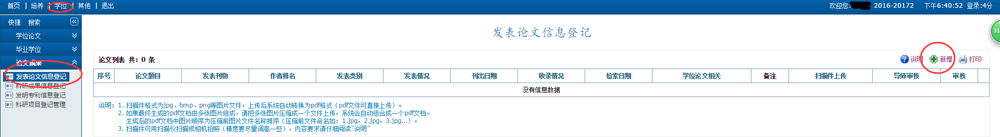 首页 | 培养 | 学位 | 其他 | 退出
欢迎您: 2016-20172 下午6:40:52 登录:4分
快捷 搜索
学位论文
毕业学位
论文成果
发表论文信息登记
科研成果信息登记
发明专利信息登记
科研项目登记管理
发表论文信息登记
31
论文列表 共: 0 条
说明 新增 打印
序号 论文题目 发表刊物 作者排名 发表类别 发表情况 刊出日期 收录情况 检索日期 学位论文相关 备注 扫描件上传 导师审核 审核
没有信息数据
说明: 1. 扫描件格式为jpg、bmp、png等图片文件，上传后系统自动转换为pdf格式（pdf文件可直接上传）。
2. 如果最终生成的pdf文档由多张图片组成，请把多张图片压缩成一个文件上传，系统会自动组合成一个pdf文档。
生成后的pdf文档中图片顺序为压缩前图片文件名称排序（压缩前文件命名如：1.jpg，2.jpg，3.jpg...）。
3. 扫描件可用扫描仪扫描或相机拍照（精度要尽量调高一些），内容要求请仔细阅读“说明”